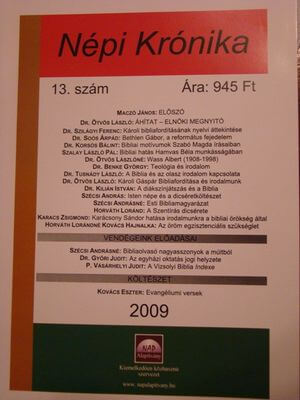 Népi Krónika
13. szám Ára: 945 Ft
MACZÓ JÁNOS: ELŐSZÓ
DR. ÖTVÖS LÁSZLÓ: ÁHÍTAT – ELNÖKI MEGNYITÓ
DR. SZILÁGYI FERENC: Károli bibliafordításának nyelvi áttekintése
DR. SOÓS ÁRPÁD: Bethlen Gábor, a református fejedelem
DR. KORSÓS BÁLINT: Bibliai motívumok Szabó Magda írásaiban
SZALAY LÁSZLÓ PÁL: Bibliai hatás Hamvas Béla munkásságában
DR. ÖTVÖS LÁSZLÓNÉ: Wass Albert (1908-1998)
DR. BENKE GYÖRGY: Teológia és irodalom
DR. TUSNÁDY LÁSZLÓ: A Biblia és az olasz irodalom kapcsolata
DR. ÖTVÖS LÁSZLÓ: Károli Gáspár Bibliafordítása és irodalmunk
DR. KILIÁN ISTVÁN: A diákszínjátszás és a Biblia
SZÉCSI ANDRÁS: Isten népe és a dicséretköltészet
SZÉCSI ANDRÁSNÉ: Esti Bibliamagyarázat
HORVÁTH LORÁND: A Szentírás dicsérete
KARACS ZSIGMOND: Karácsony Sándor hatása irodalmunkra a bibliai örökség által
HORVÁTH LORÁNDNÉ KOVÁCS HAJNALKA: Az öröm egzisztenciális szükséglet
VENDÉGEINK ELŐADÁSAI
SZÉCSI ANDRÁSNÉ: Bibliaolvasó nagyasszonyok a múltból
DR. GYŐRI JUDIT: Az egyházi oktatás jogi helyzete
P. VÁSÁRHELYI JUDIT: A Vizsolyi Biblia Indexe
KÖLTÉSZET
KOVÁCS ESZTER: Evangéliumi versek
2009
NAP
Alapítvány
Kiemelkedően közhasznú
szervezet
www.napalapitvany.hu